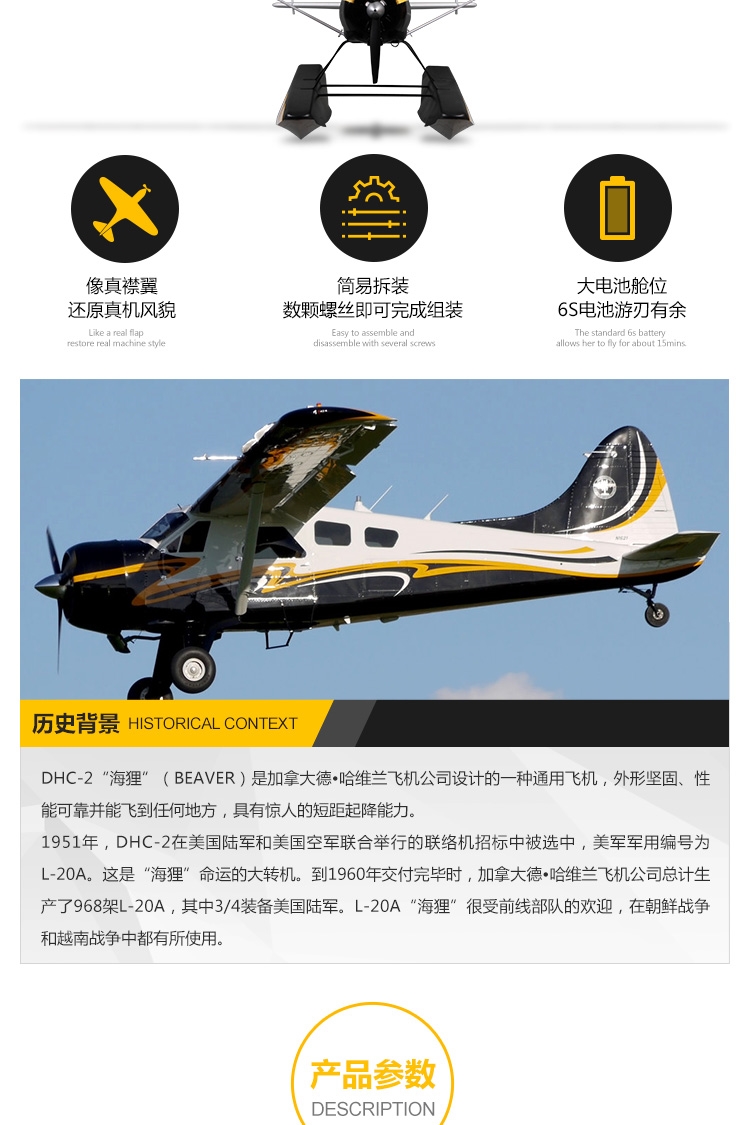 像真襟翼
还原真机风貌
Like a real flap
restore real machine style
简易拆装
数颗螺丝即可完成组装
Easy to assemble and
disassemble with several screws
大电池舱位
6S电池游刃有余
The standard 6s battery
allows her to fly for about 15mins.
历史背景 HISTORICAL CONTEXT
DHC-2“海狸”（BEAVER）是加拿大德•哈维兰飞机公司设计的一种通用飞机，外形坚固、性
能可靠并能飞到任何地方，具有惊人的短距起降能力。
1951年，DHC-2在美国陆军和美国空军联合举行的联络机招标中被选中，美军军用编号为
L-20A。这是“海狸”命运的大转机。到1960年交付完毕时，加拿大德•哈维兰飞机公司总计生
产了968架L-20A，其中3/4装备美国陆军。L-20A“海狸”很受前线部队的欢迎，在朝鲜战争
和越南战争中都有所使用。
产品参数
DESCRIPTION